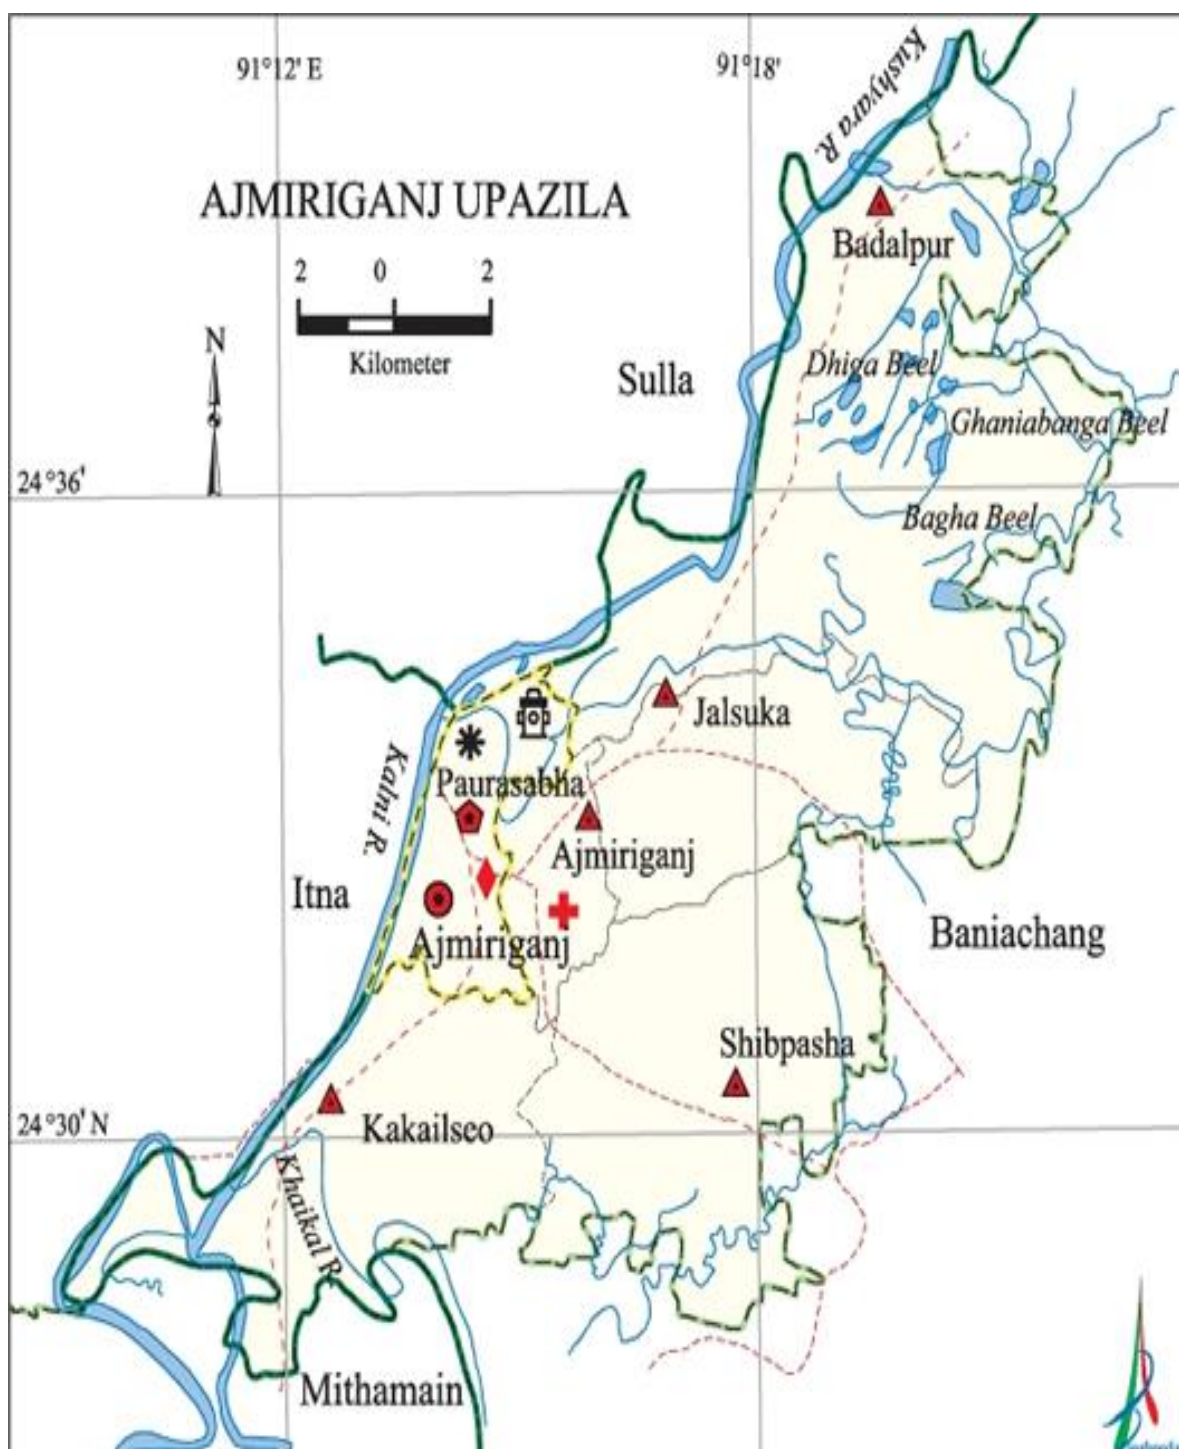 91°12' E
91°18'
Kushyara R.
AJMIRIGANJ UPAZILA
Badalpur
2 0 2
Kilometer
N
Sulla
Dhiga Beel
Ghaniabanga Beel
24°36'
Bagha Beel
Jalsuka
Kalni R.
Paurasabha
Ajmiriganj
Itna
Ajmiriganj
Baniachang
Shibpasha
24°30' N
Kakailseo
Khaikal R.
Mithamain